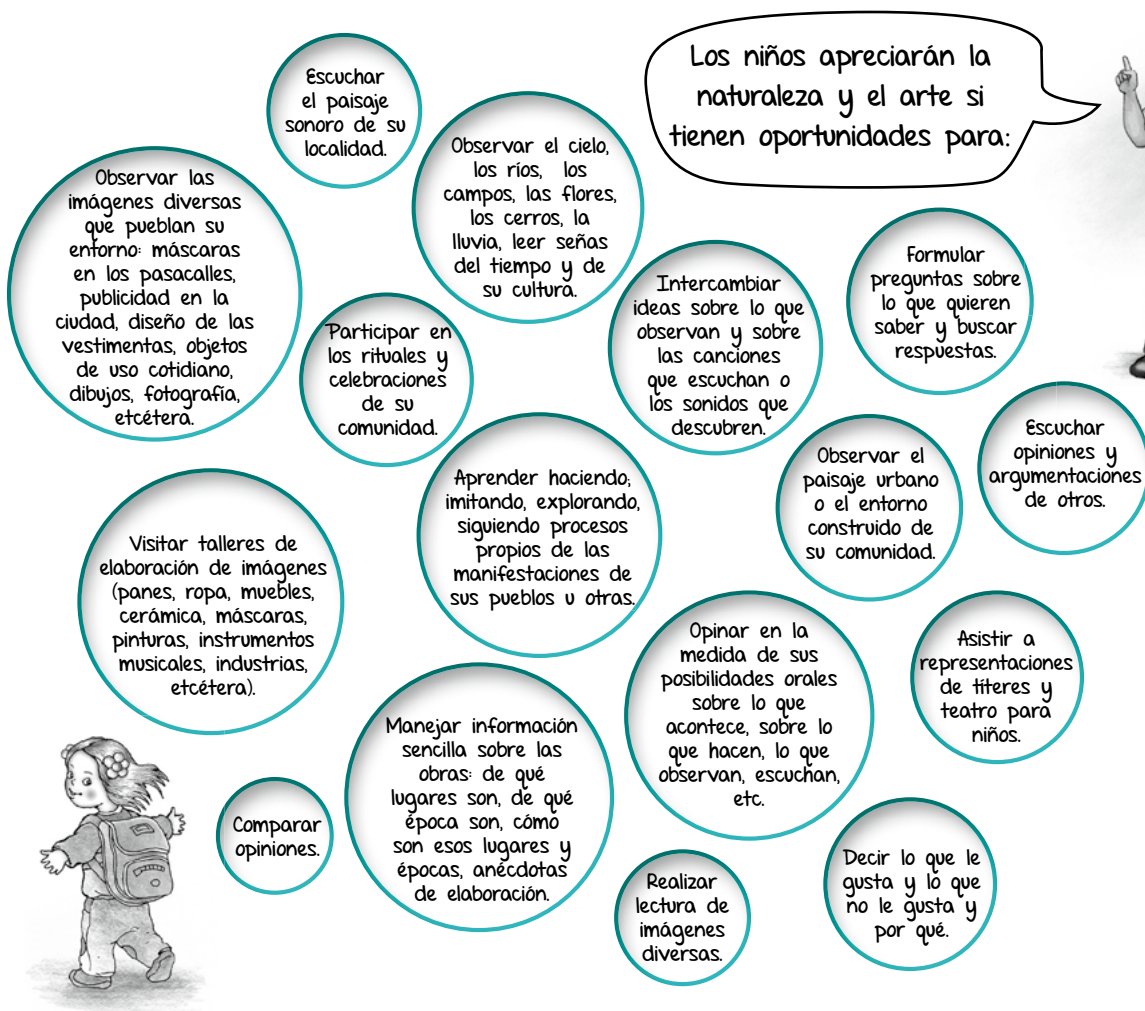 Los niños apreciarán la
naturaleza y el arte si
tienen oportunidades para:
Escuchar
el paisaje
sonoro de su
localidad.
Observar el cielo,
los ríos, los
campos, las flores,
los cerros, la
lluvia, leer señas
del tiempo y de
su cultura.
Observar las
imágenes diversas
que pueblan su
entorno: máscaras
en los pasacalles,
publicidad en la
ciudad, diseño de las
vestimentas, objetos
de uso cotidiano,
dibujos, fotografía,
etcétera.
Participar en
los rituales y
celebraciones
de su
comunidad.
Intercambiar
ideas sobre lo que
observan y sobre
las canciones
que escuchan o
los sonidos que
descubren.
Formular
preguntas sobre
lo que quieren
saber y buscar
respuestas.
Escuchar
opiniones y
argumentaciones
de otros.
Observar el
paisaje urbano
o el entorno
construido de
su comunidad.
Aprender haciendo;
imitando, explorando,
siguiendo procesos
propios de las
manifestaciones de
sus pueblos u otras.
Visitar talleres de
elaboración de imágenes
(panes, ropa, muebles,
cerámica, máscaras,
pinturas, instrumentos
musicales, industrias,
etcétera).
Opinar en la
medida de sus
posibilidades orales
sobre lo que
acontece, sobre lo
que hacen, lo que
observan, escuchan,
etc.
Asistir a
representaciones
de títeres y
teatro para
niños.
Manejar información
sencilla sobre las
obras: de qué
lugares son, de qué
época son, cómo
son esos lugares y
épocas, anécdotas
de elaboración.
Comparar
opiniones.
Realizar
lectura de
imágenes
diversas.
Decir lo que le
gusta y lo que
no le gusta y
por qué.